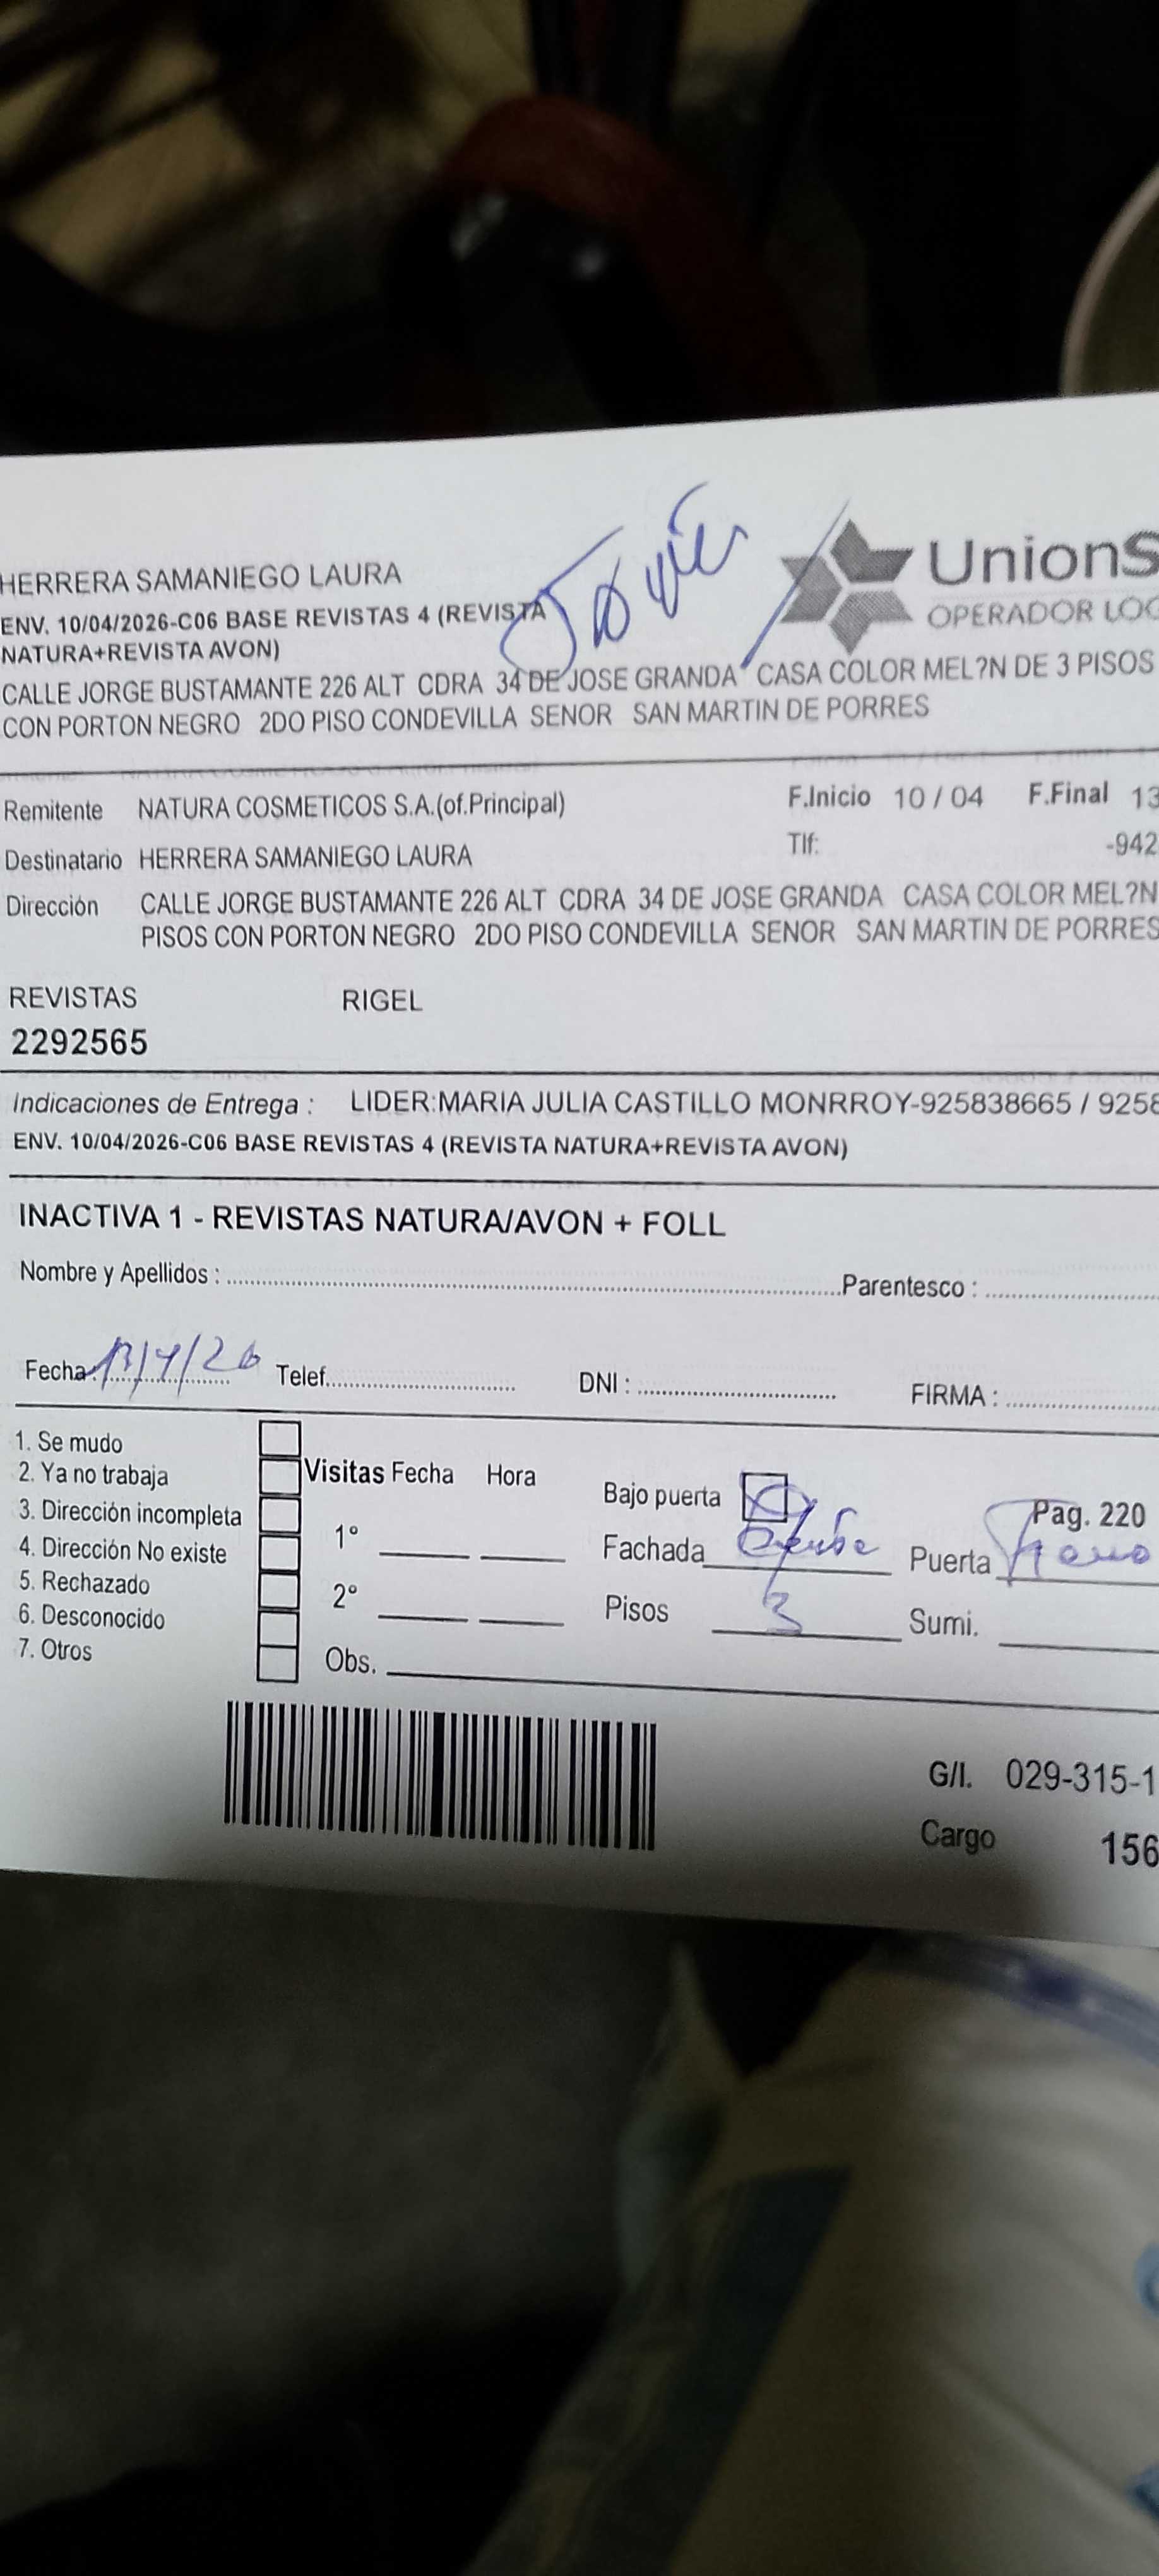 HERRERA SAMANIEGO LAURA
Javier
UnionS
OPERADOR LOG
ENV. 10/04/2026-C06 BASE REVISTAS 4 (REVISTA
NATURA+REVISTA AVON)
CALLE JORGE BUSTAMANTE 226 ALT CDRA 34 DE JOSE GRANDA CASA COLOR MEL?N DE 3 PISOS
CON PORTON NEGRO 2DO PISO CONDEVILLA SENOR SAN MARTIN DE PORRES
Remitente NATURA COSMETICOS S.A.(of.Principal) F.Inicio 10 / 04 F.Final 13
Destinatario HERRERA SAMANIEGO LAURA Tlf: -942
Dirección CALLE JORGE BUSTAMANTE 226 ALT CDRA 34 DE JOSE GRANDA CASA COLOR MEL?N
PISOS CON PORTON NEGRO 2DO PISO CONDEVILLA SENOR SAN MARTIN DE PORRES
REVISTAS RIGEL
2292565
Indicaciones de Entrega : LIDER:MARIA JULIA CASTILLO MONRROY-925838665 / 9258
ENV. 10/04/2026-C06 BASE REVISTAS 4 (REVISTA NATURA+REVISTA AVON)
INACTIVA 1 - REVISTAS NATURA/AVON + FOLL
Nombre y Apellidos : Parentesco :
Fecha: 13/4/26 Telef. DNI : FIRMA :
1. Se mudo
2. Ya no trabaja
3. Dirección incompleta
4. Dirección No existe
5. Rechazado
6. Desconocido
7. Otros
Visitas Fecha Hora
1°
2°
Obs.
Bajo puerta
Pag. 220
Fachada Puerta
Pisos 3 Sumi.
G/I. 029-315-1
Cargo 156